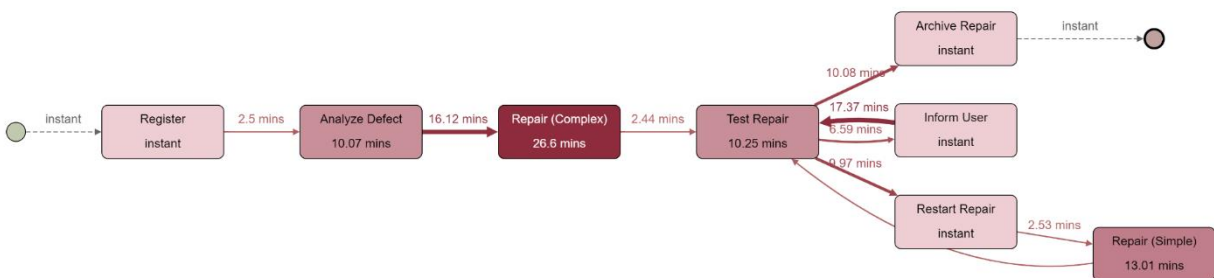 Archive Repair
instant
instant
10.08 mins
instant
Register
instant
2.5 mins
Analyze Defect
10.07 mins
16.12 mins
Repair (Complex)
26.6 mins
2.44 mins
Test Repair
10.25 mins
17.37 mins
6.59 mins
Inform User
instant
9.97 mins
Restart Repair
instant
2.53 mins
Repair (Simple)
13.01 mins